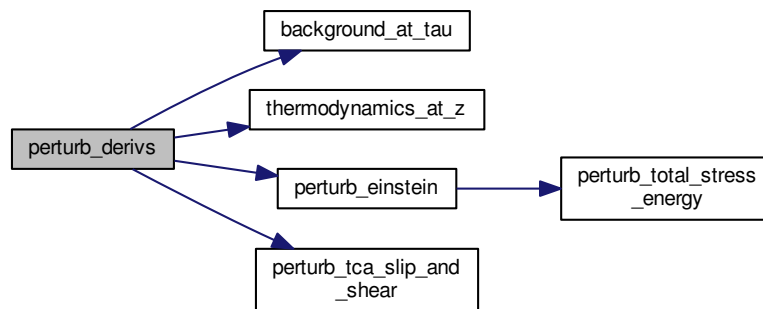 background_at_tau
thermodynamics_at_z
perturb_derivs
perturb_einstein
perturb_total_stress
_energy
perturb_tca_slip_and
_shear